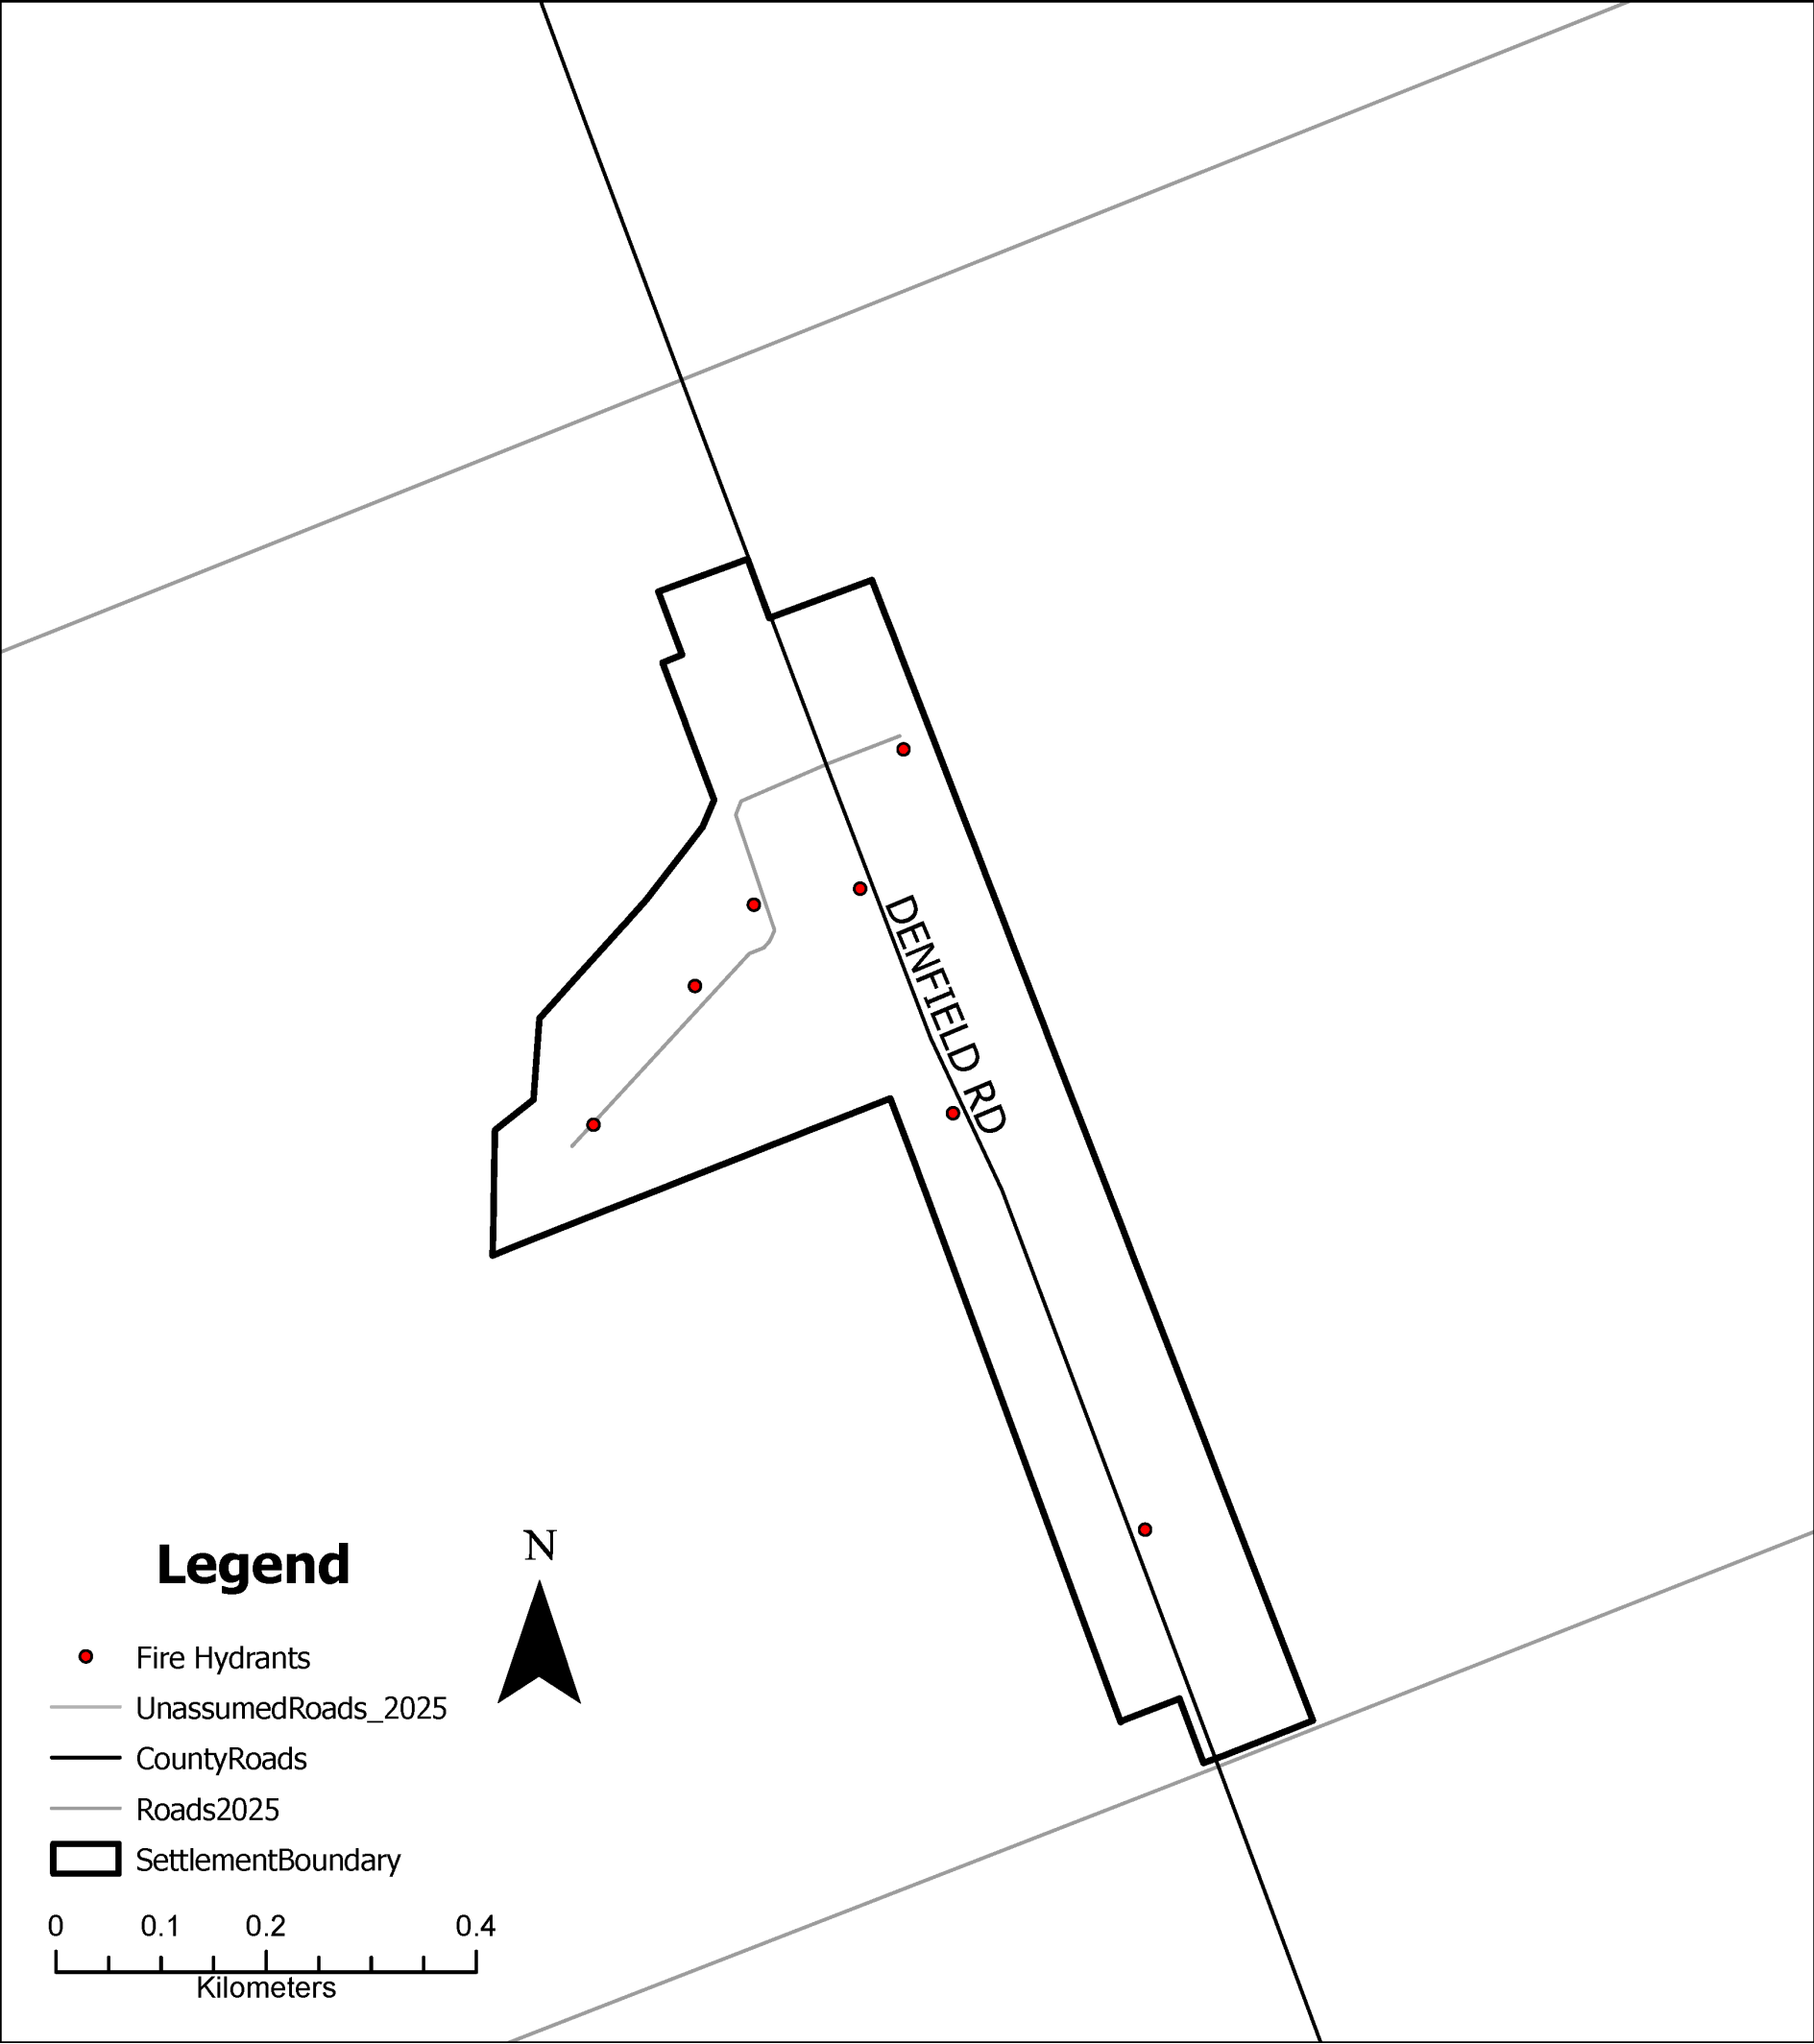 DENFIELD RD
Legend
N
Fire Hydrants
UnassumedRoads_2025
CountyRoads
Roads2025
SettlementBoundary
0 0.1 0.2 0.4
Kilometers